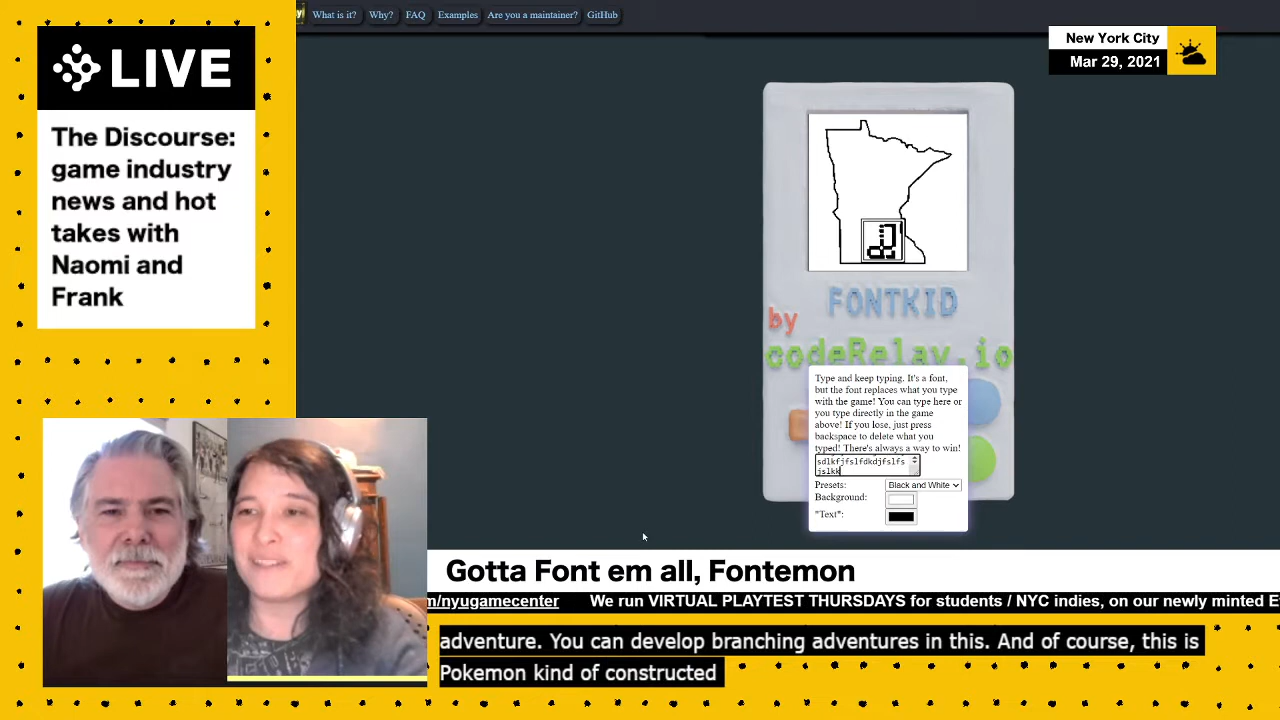 What is it?
Why?
FAQ
Examples
Are you a maintainer?
GitHub
New York City
Mar 29, 2021
LIVE
The Discourse:
game industry
news and hot
takes with
Naomi and
Frank
FONTKID
by
codeRelay.io
Type and keep typing. It's a font,
but the font replaces what you type
with the game! You can type here or
you type directly in the game
above! If you lose, just press
backspace to delete what you
typed! There's always a way to win!
sdlkfjfslfdkdjfslfs
jslkk
Presets:
Black and White
Background:
"Text":
Gotta Font em all, Fontemon
m/nyugamecenter
We run VIRTUAL PLAYTEST THURSDAYS for students / NYC indies, on our newly minted E
adventure. You can develop branching adventures in this. And of course, this is
Pokemon kind of constructed